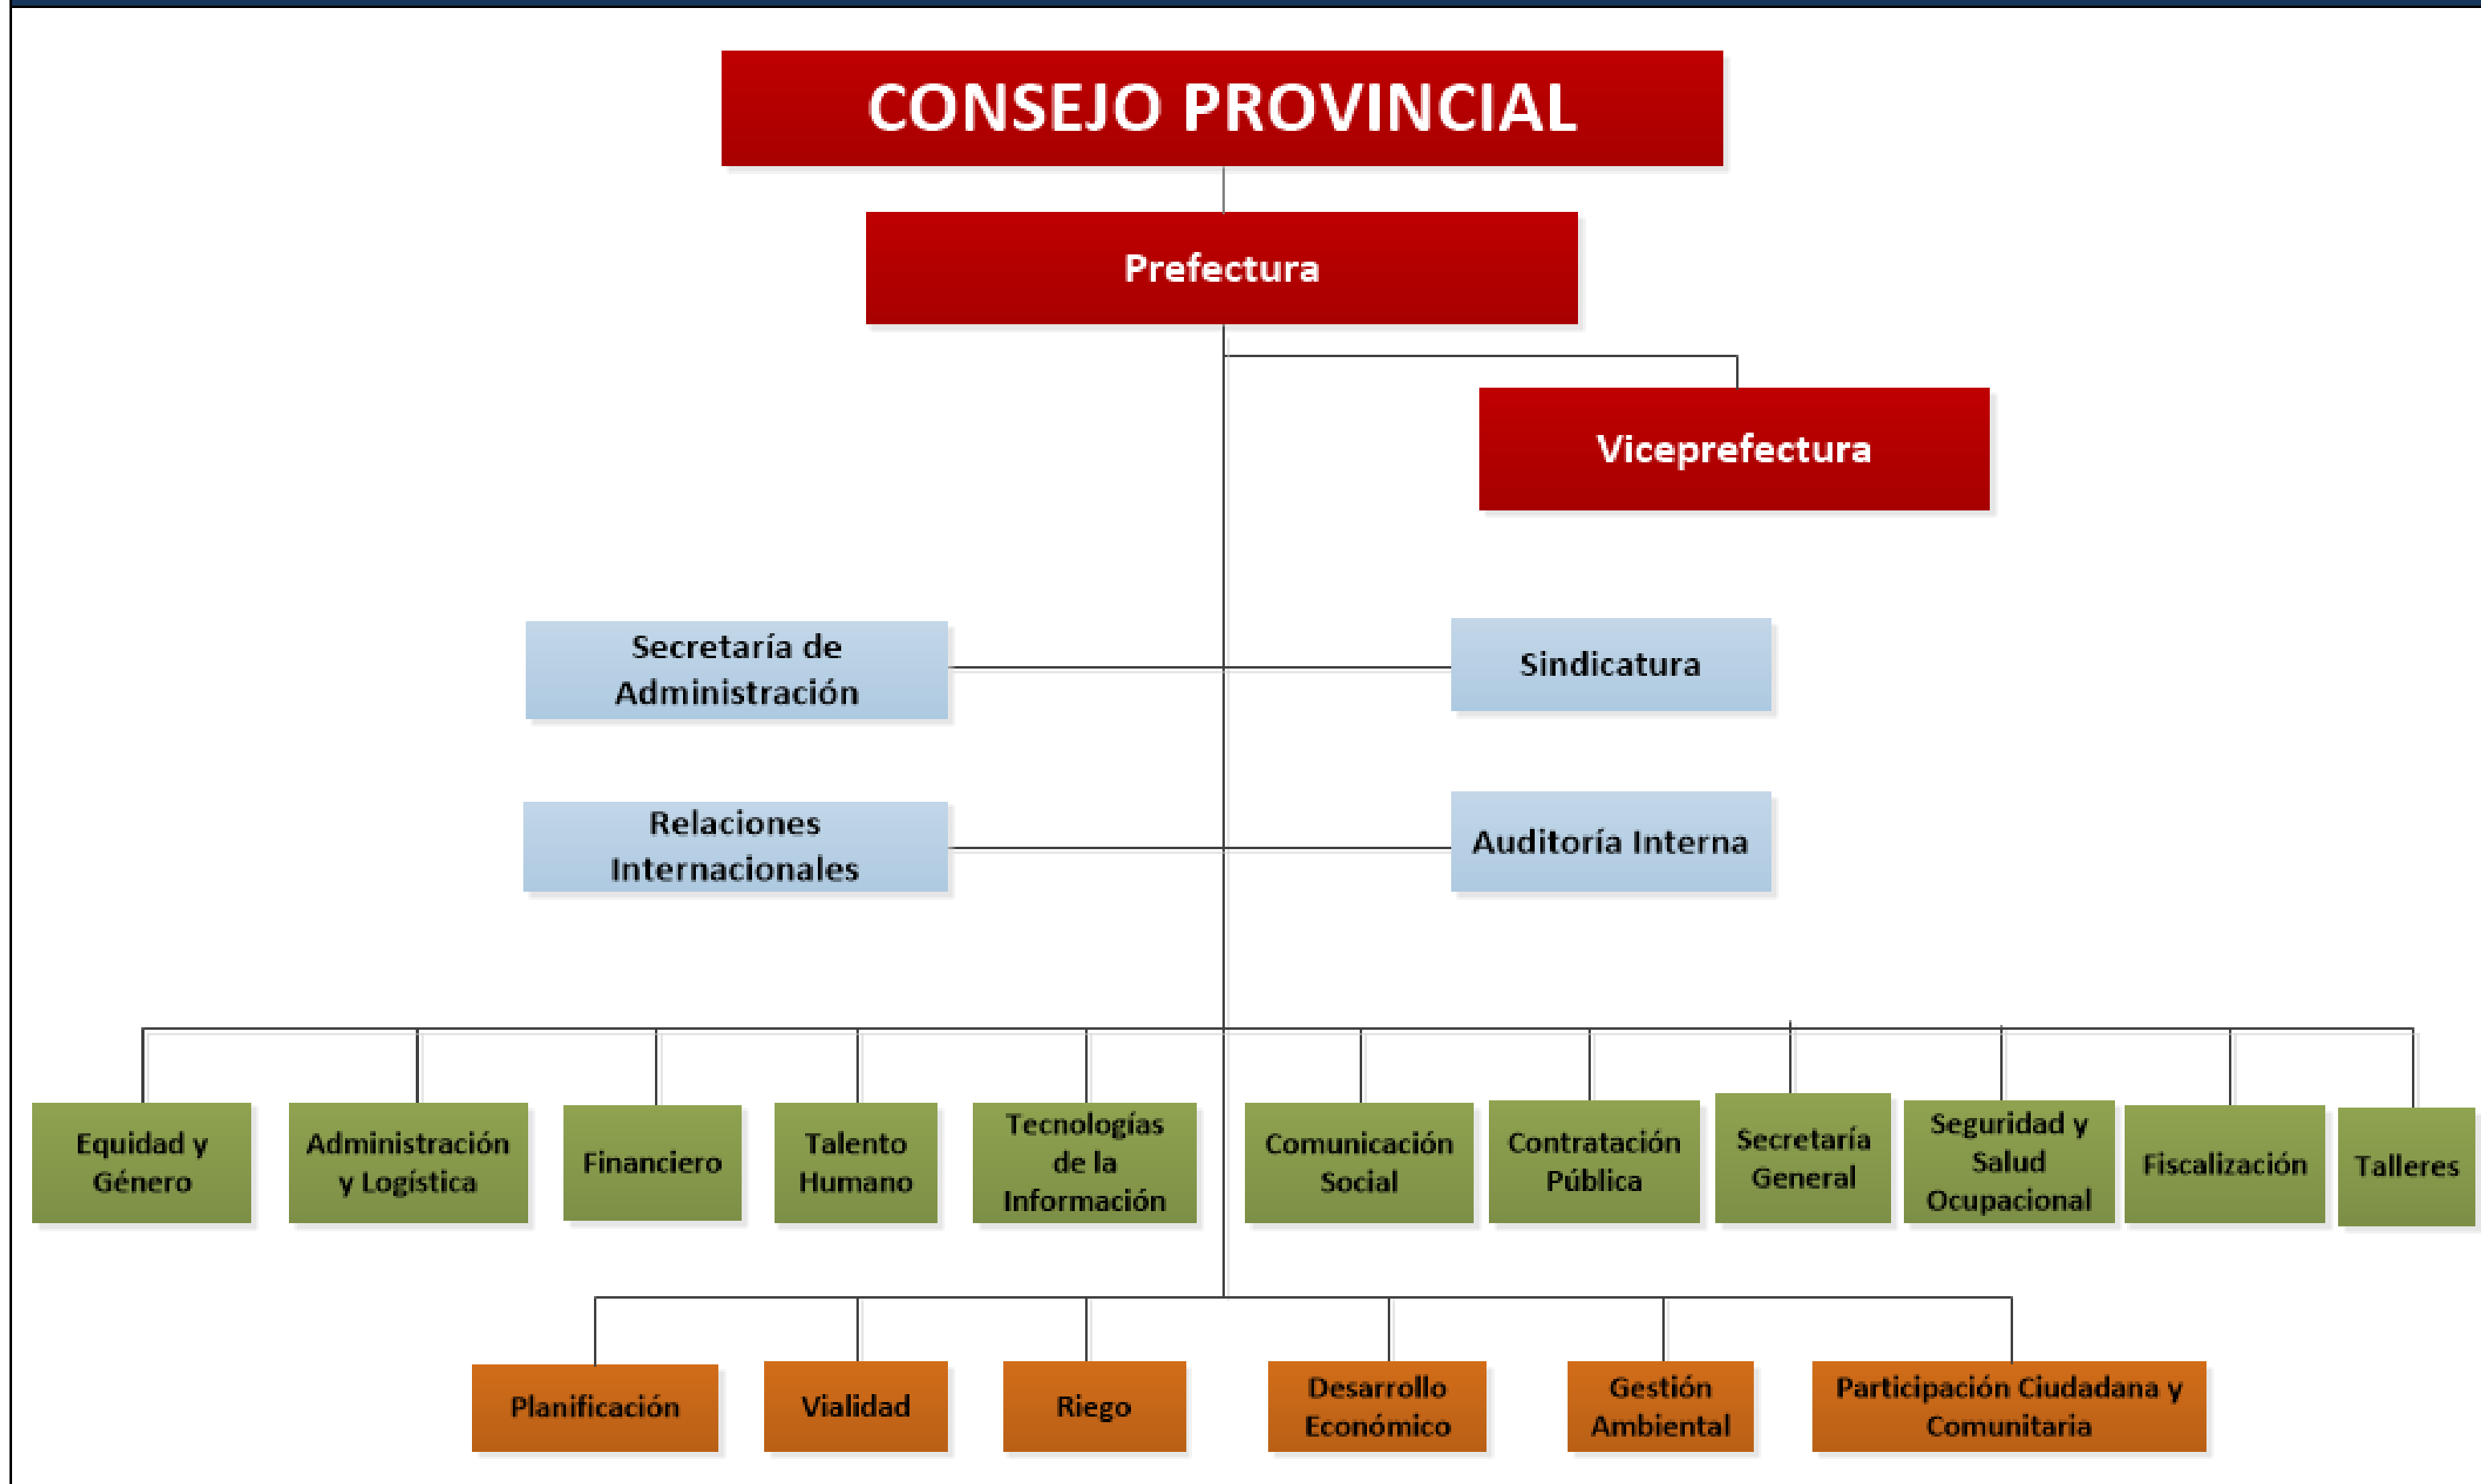 CONSEJO PROVINCIAL
Prefectura
Viceprefectura
Secretaría de
Administración
Sindicatura
Relaciones
Internacionales
Auditoría Interna
Equidad y
Género
Administración
y Logística
Financiero
Talento
Humano
Tecnologías
de la
Información
Comunicación
Social
Contratación
Pública
Secretaría
General
Seguridad y
Salud
Ocupacional
Fiscalización
Talleres
Planificación
Vialidad
Riego
Desarrollo
Económico
Gestión
Ambiental
Participación Ciudadana y
Comunitaria